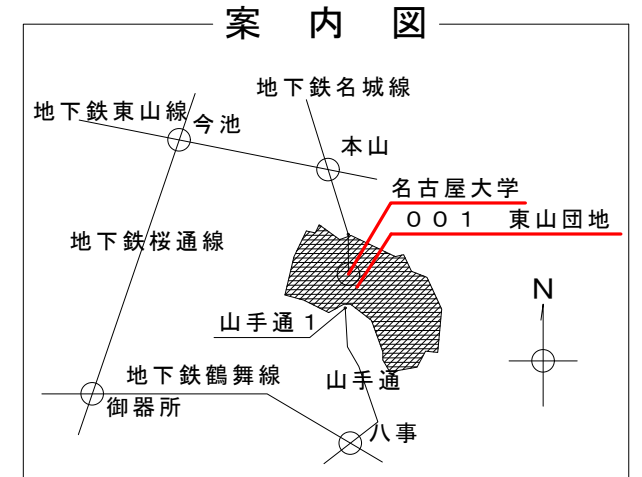 案内図
地下鉄名城線
地下鉄東山線
今池
本山
名古屋大学
００１　東山団地
地下鉄桜通線
N
山手通１
地下鉄鶴舞線
山手通
御器所
八事